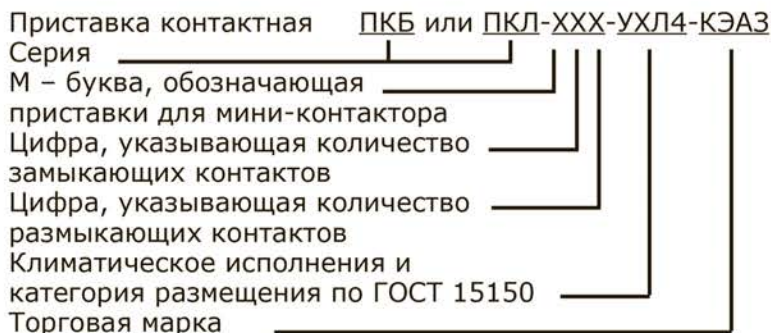 Приставка контактная ПКБ или ПКЛ-ХХХ-УХЛ4-КЭАЗ
Серия
М – буква, обозначающая
приставки для мини-контактора
Цифра, указывающая количество
замыкающих контактов
Цифра, указывающая количество
размыкающих контактов
Климатическое исполнения и
категория размещения по ГОСТ 15150
Торговая марка